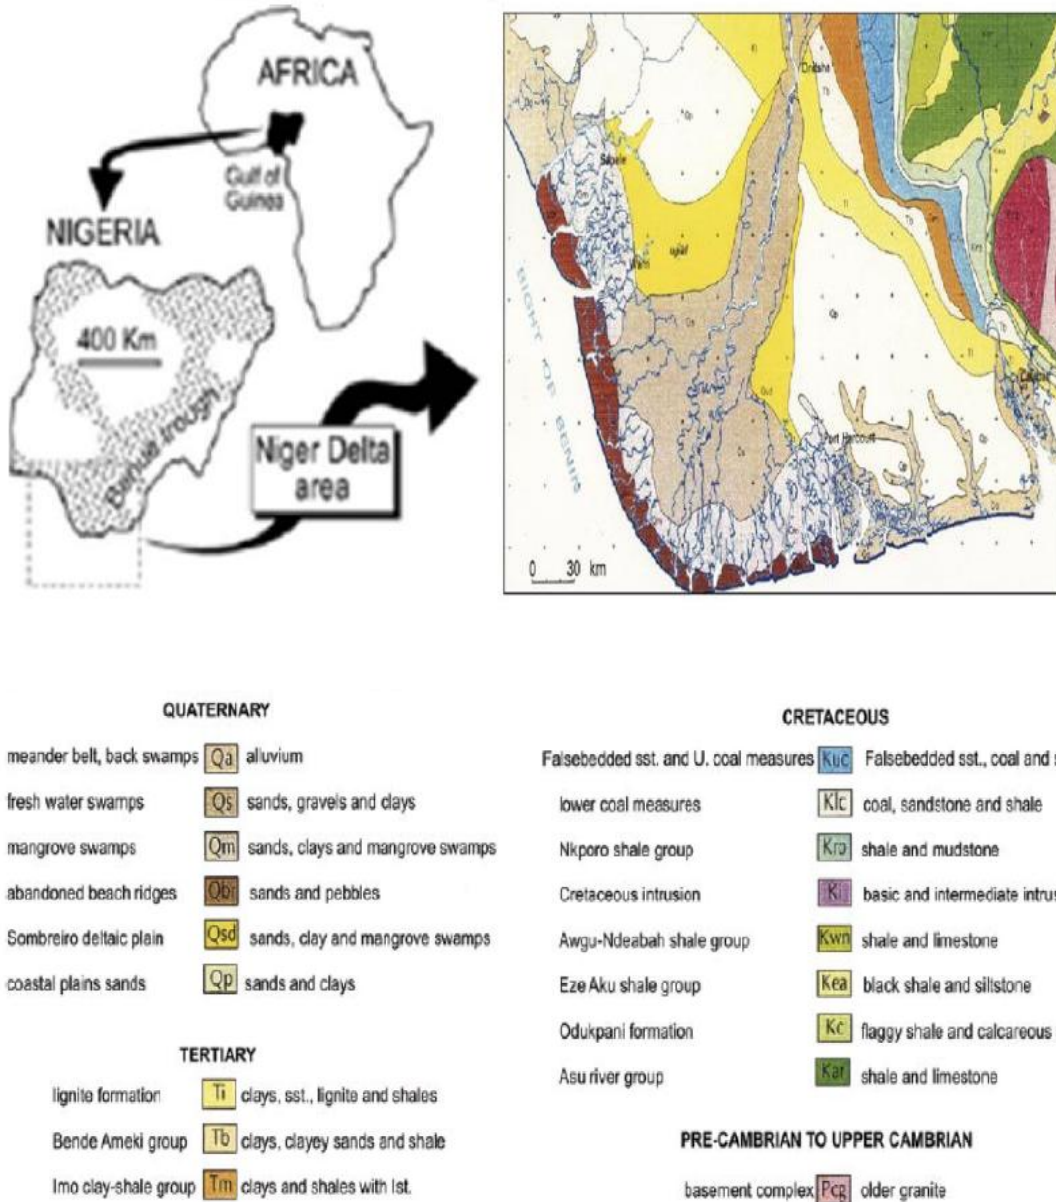 AFRICA
Gulf of
Guinea
NIGERIA
400 Km
Benue trough
Niger Delta
area
Onitsha
Sapele
Warri
BIGHT OF BENIN
Port Harcourt
Calabar
0 30 km
QUATERNARY
meander belt, back swamps Qa alluvium
fresh water swamps Qs sands, gravels and clays
mangrove swamps Qm sands, clays and mangrove swamps
abandoned beach ridges Qbr sands and pebbles
Sombreiro deltaic plain Qsd sands, clay and mangrove swamps
coastal plains sands Qp sands and clays
TERTIARY
lignite formation Ti clays, sst., lignite and shales
Bende Ameki group Tb clays, clayey sands and shale
Imo clay-shale group Tm clays and shales with lst.
CRETACEOUS
Falsebedded sst. and U. coal measures Kuc Falsebedded sst., coal and s
lower coal measures Klc coal, sandstone and shale
Nkporo shale group Kro shale and mudstone
Cretaceous intrusion Ki basic and intermediate intrus
Awgu-Ndeabah shale group Kwn shale and limestone
Eze Aku shale group Kea black shale and siltstone
Odukpani formation Kc flaggy shale and calcareous
Asu river group Kar shale and limestone
PRE-CAMBRIAN TO UPPER CAMBRIAN
basement complex Pcg older granite